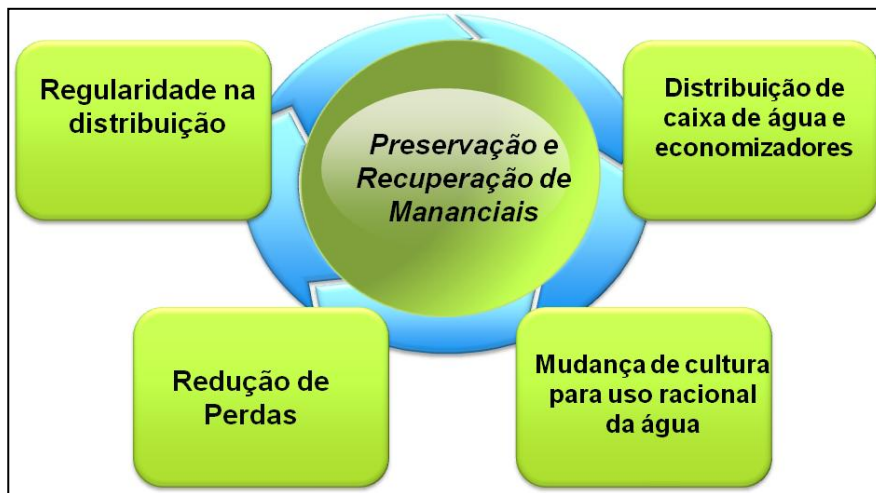 Regularidade na
distribuição
Distribuição de
caixa de água e
economizadores
Preservação e
Recuperação de
Mananciais
Redução de
Perdas
Mudança de cultura
para uso racional
da água